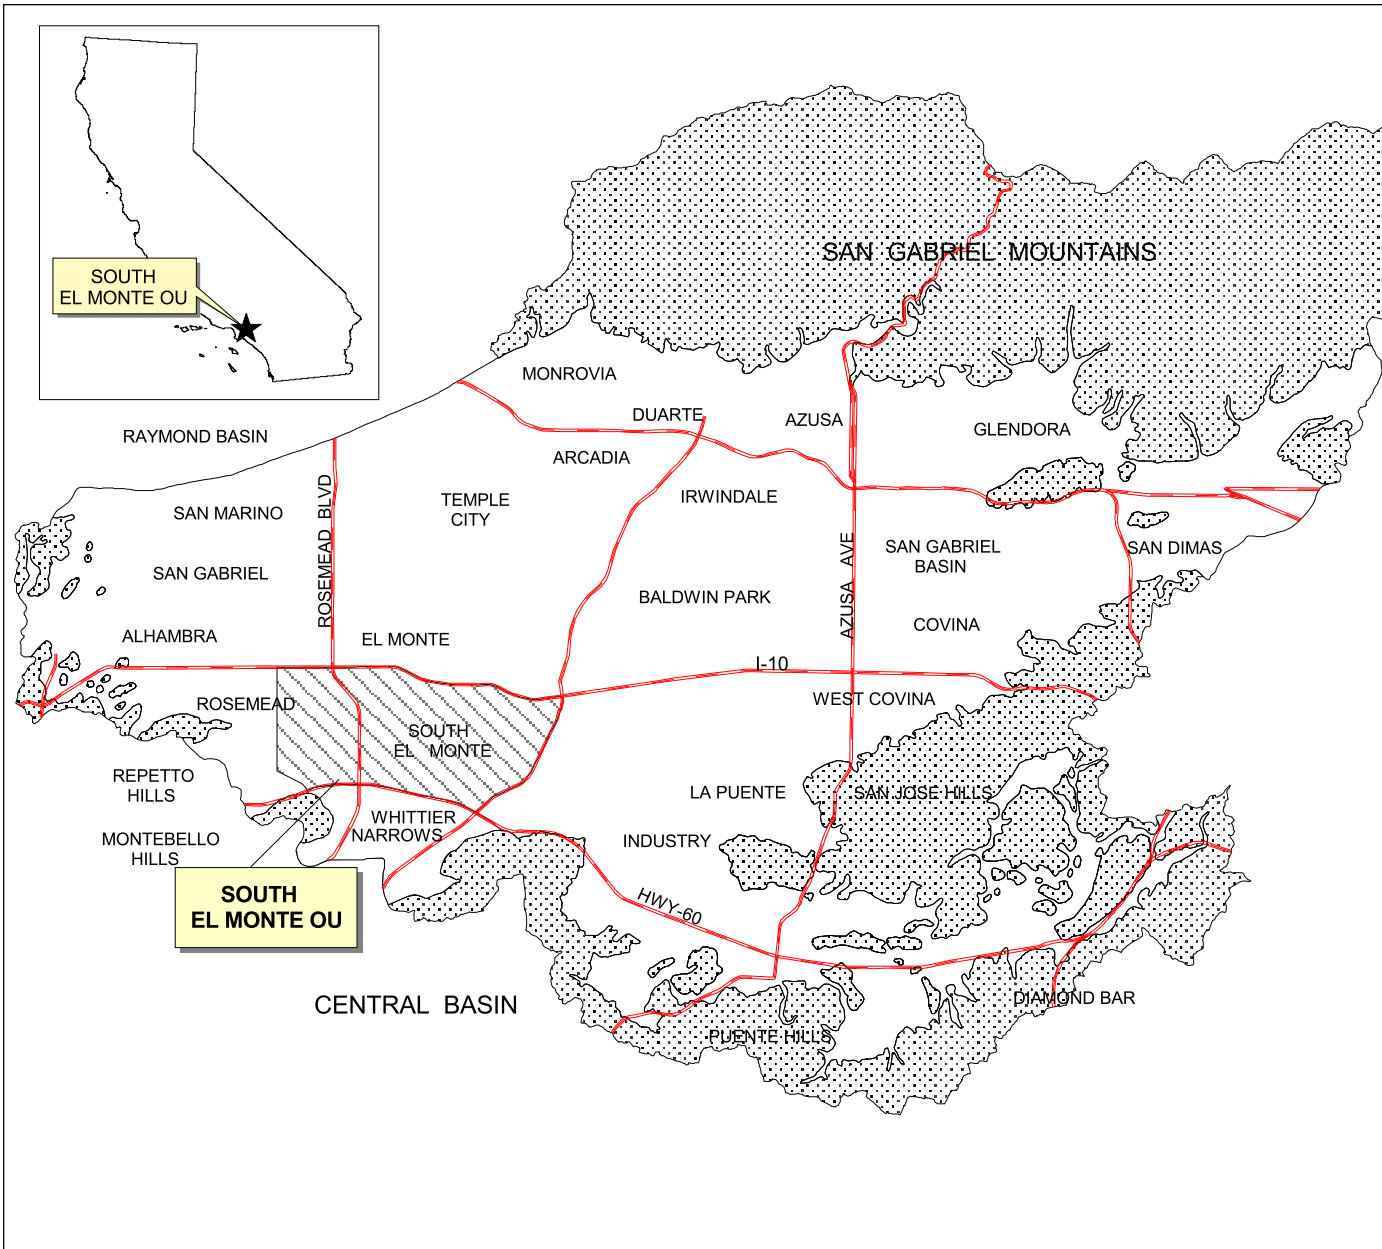 SOUTH
EL MONTE OU
SAN GABRIEL MOUNTAINS
MONROVIA
DUARTE
AZUSA
GLENDORA
RAYMOND BASIN
ARCADIA
IRWINDALE
TEMPLE
CITY
SAN MARINO
ROSEMEAD BLVD
SAN GABRIEL
AZUSA AVE
SAN GABRIEL
BASIN
SAN DIMAS
BALDWIN PARK
COVINA
ALHAMBRA
EL MONTE
I-10
ROSEMEAD
WEST COVINA
SOUTH
EL MONTE
REPETTO
HILLS
LA PUENTE
SAN JOSE HILLS
WHITTIER
NARROWS
MONTEBELLO
HILLS
INDUSTRY
SOUTH
EL MONTE OU
HWY-60
CENTRAL BASIN
DIAMOND BAR
PUENTE HILLS